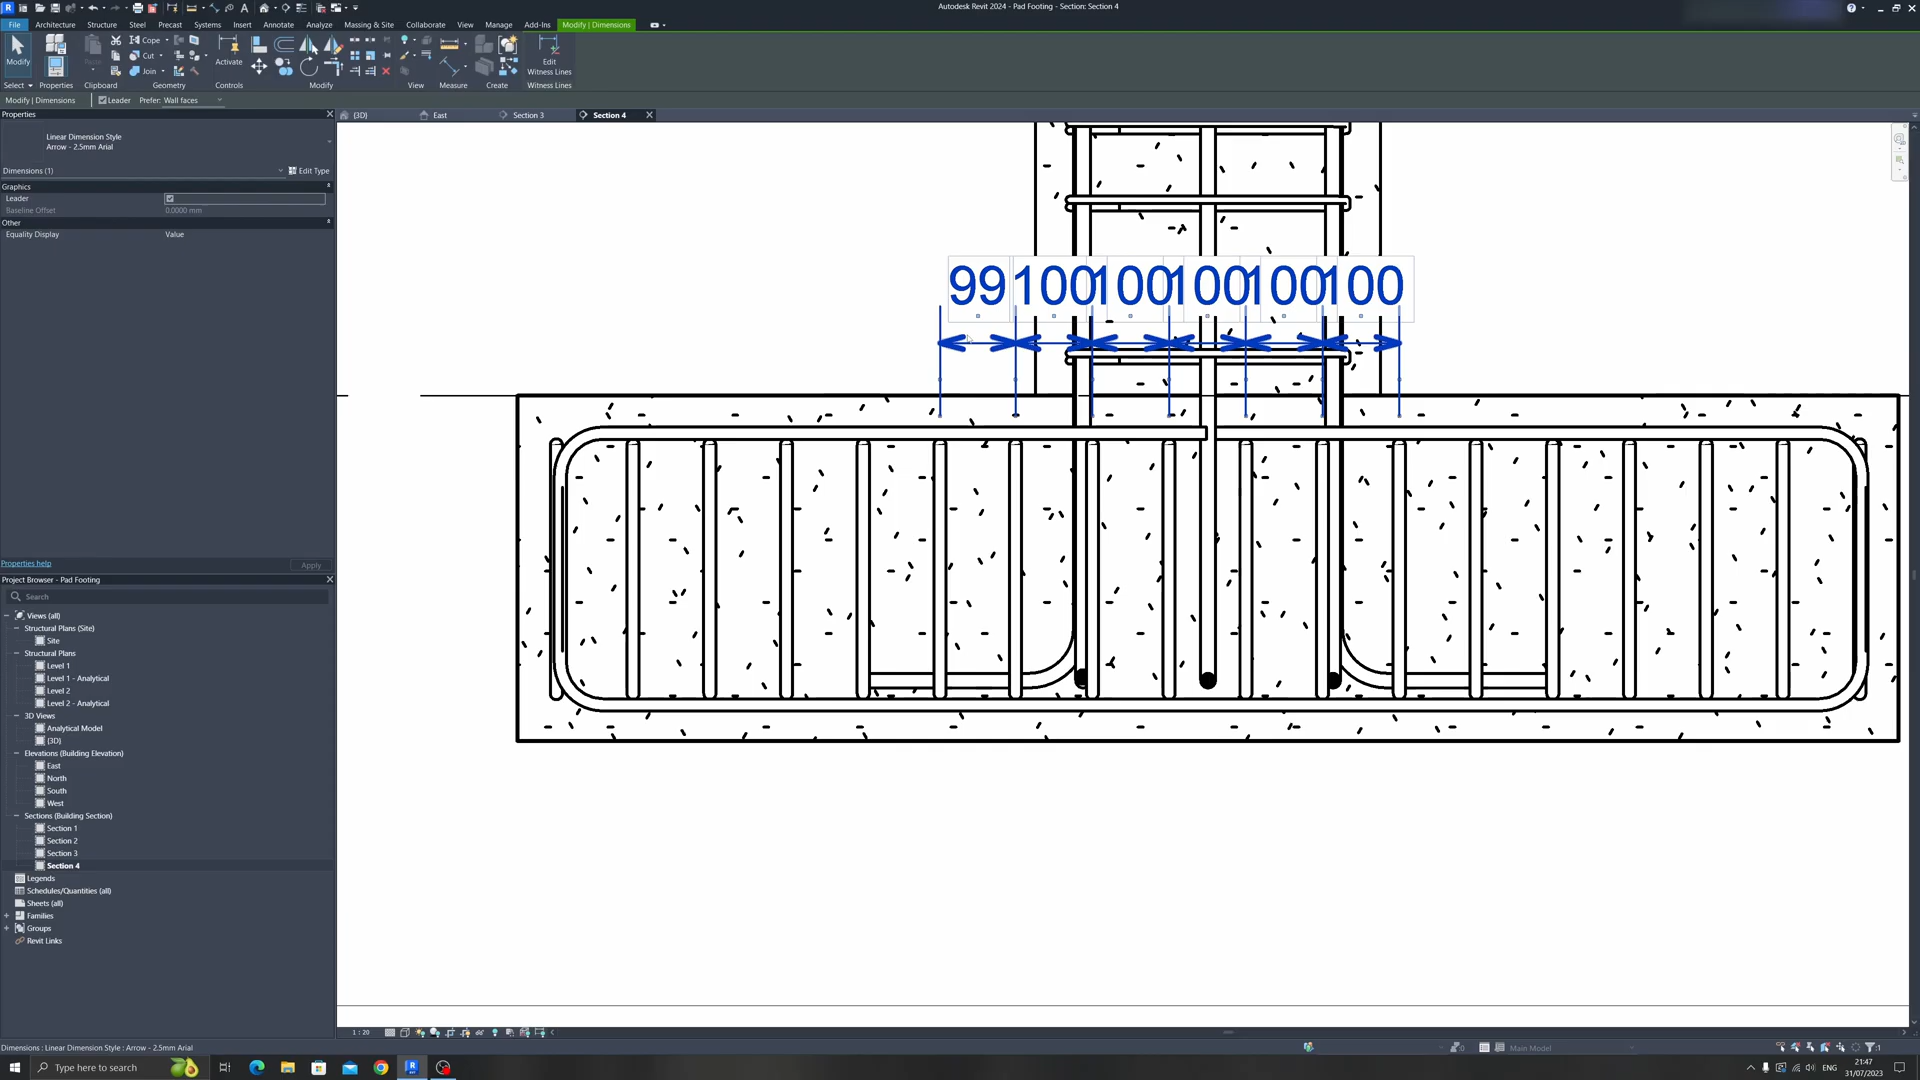 Autodesk Revit 2024 - Pad Footing - Section: Section 4
File Architecture Structure Steel Precast Systems Insert Annotate Analyze Massing & Site Collaborate View Manage Add-Ins Modify | Dimensions
Cope
Cut
Join
Modify
Activate
Edit
Witness Lines
Select Properties Clipboard Geometry Controls Modify View Measure Create Witness Lines
Modify | Dimensions Leader Prefer: Wall faces
Properties
{3D} East Section 3 Section 4
Linear Dimension Style
Arrow - 2.5mm Arial
Dimensions (1) Edit Type
Graphics
Leader
Baseline Offset 0.0000 mm
Other
Equality Display Value
99 100 100 100 100 100
Properties help Apply
Project Browser - Pad Footing
Search
Views (all)
Structural Plans (Site)
Site
Structural Plans
Level 1
Level 1 - Analytical
Level 2
Level 2 - Analytical
3D Views
Analytical Model
{3D}
Elevations (Building Elevation)
East
North
South
West
Sections (Building Section)
Section 1
Section 2
Section 3
Section 4
Legends
Schedules/Quantities (all)
Sheets (all)
Families
Groups
Revit Links
1 : 20
Dimensions : Linear Dimension Style : Arrow - 2.5mm Arial
:0
Main Model
:1
Type here to search
ENG
21:47
31/07/2023